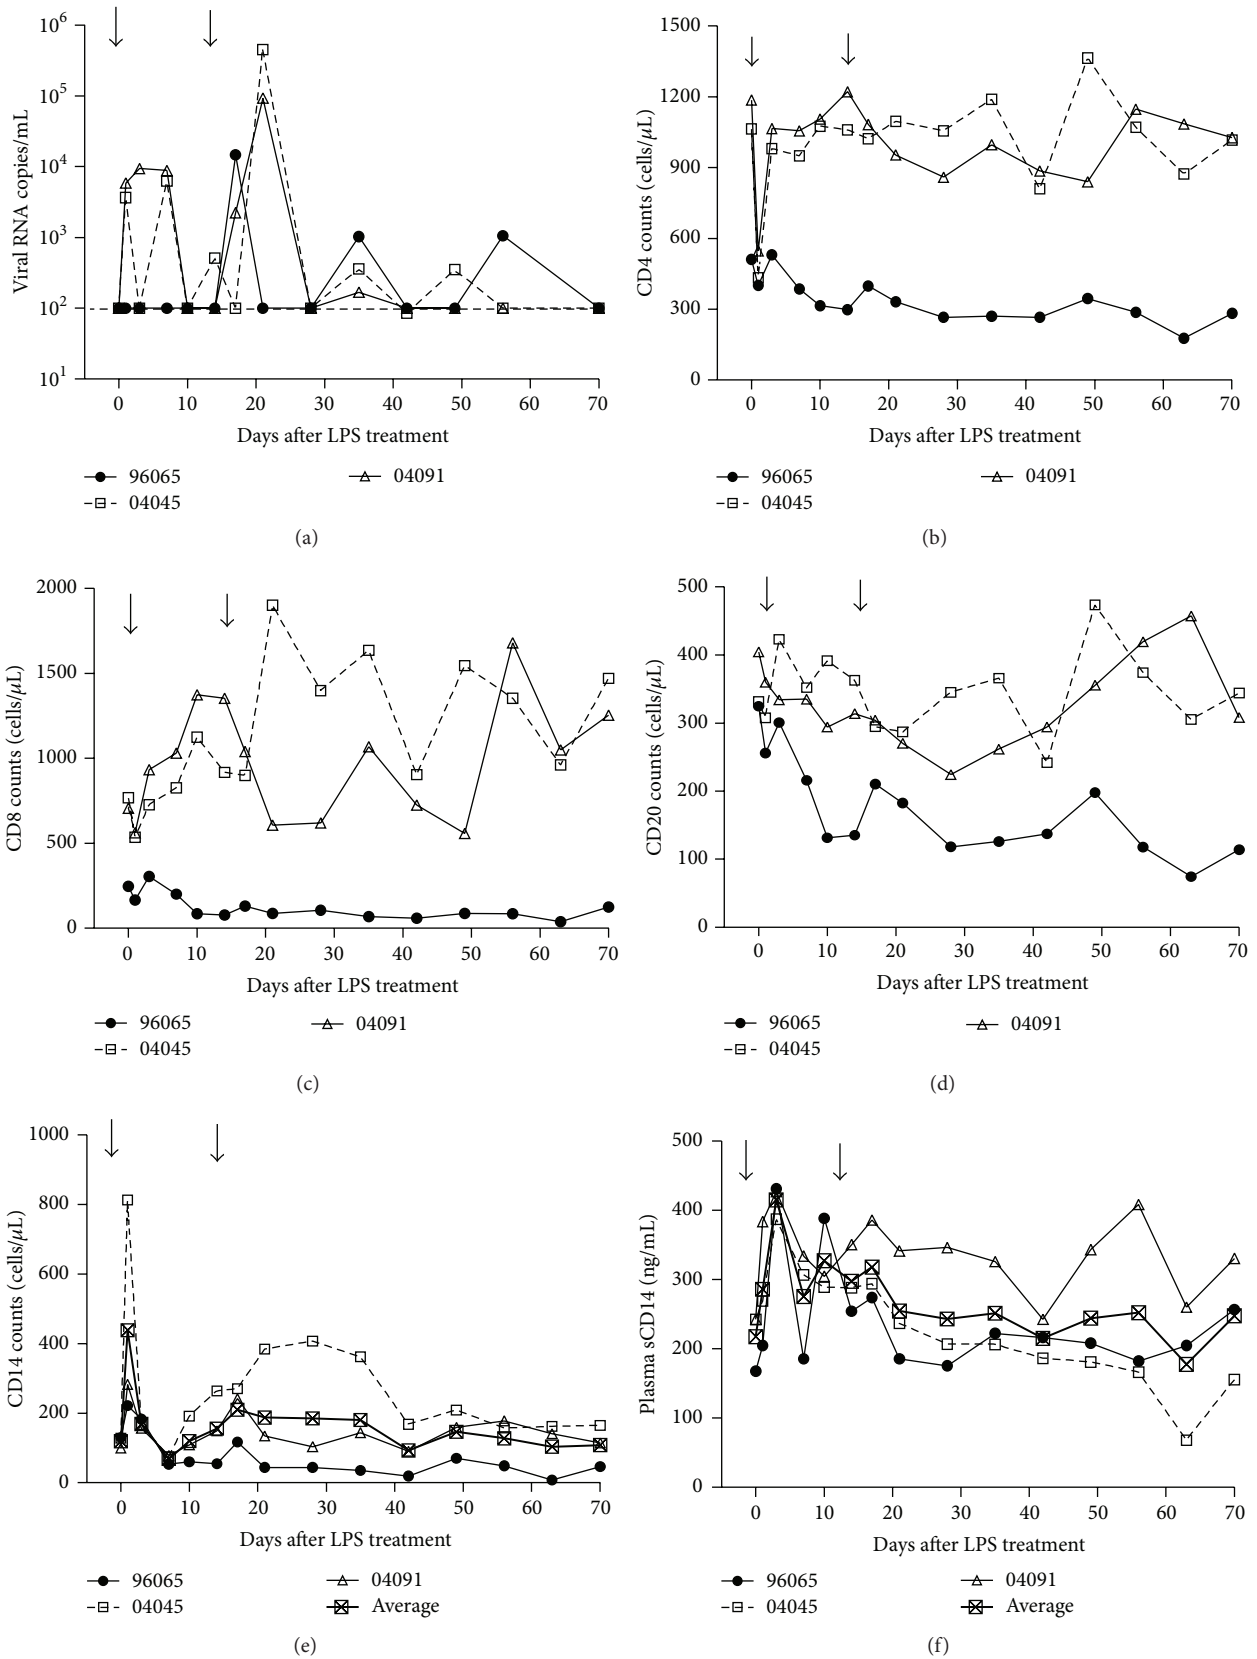 10^6
10^5
10^4
10^3
10^2
10^1
Viral RNA copies/mL
0 10 20 30 40 50 60 70
Days after LPS treatment
96065 04091
04045
(a)
1500
1200
900
600
300
0
CD4 counts (cells/μL)
0 10 20 30 40 50 60 70
Days after LPS treatment
96065 04091
04045
(b)
2000
1500
1000
500
0
CD8 counts (cells/μL)
0 10 20 30 40 50 60 70
Days after LPS treatment
96065 04091
04045
(c)
500
400
300
200
100
0
CD20 counts (cells/μL)
0 10 20 30 40 50 60 70
Days after LPS treatment
96065 04091
04045
(d)
1000
800
600
400
200
0
CD14 counts (cells/μL)
0 10 20 30 40 50 60 70
Days after LPS treatment
96065 04091
04045 Average
(e)
500
400
300
200
100
0
Plasma sCD14 (ng/mL)
0 10 20 30 40 50 60 70
Days after LPS treatment
96065 04091
04045 Average
(f)